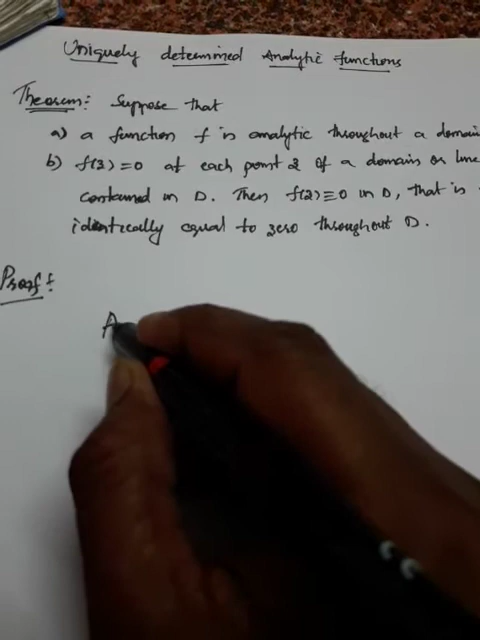 Uniquely determined Analytic functions
Theorem: Suppose that
a) a function f is analytic throughout a domain
b) f(z)=0 at each point z of a domain or line
contained in D. Then f(z)≡0 in D, that is
identically equal to zero throughout D.
Proof:
A